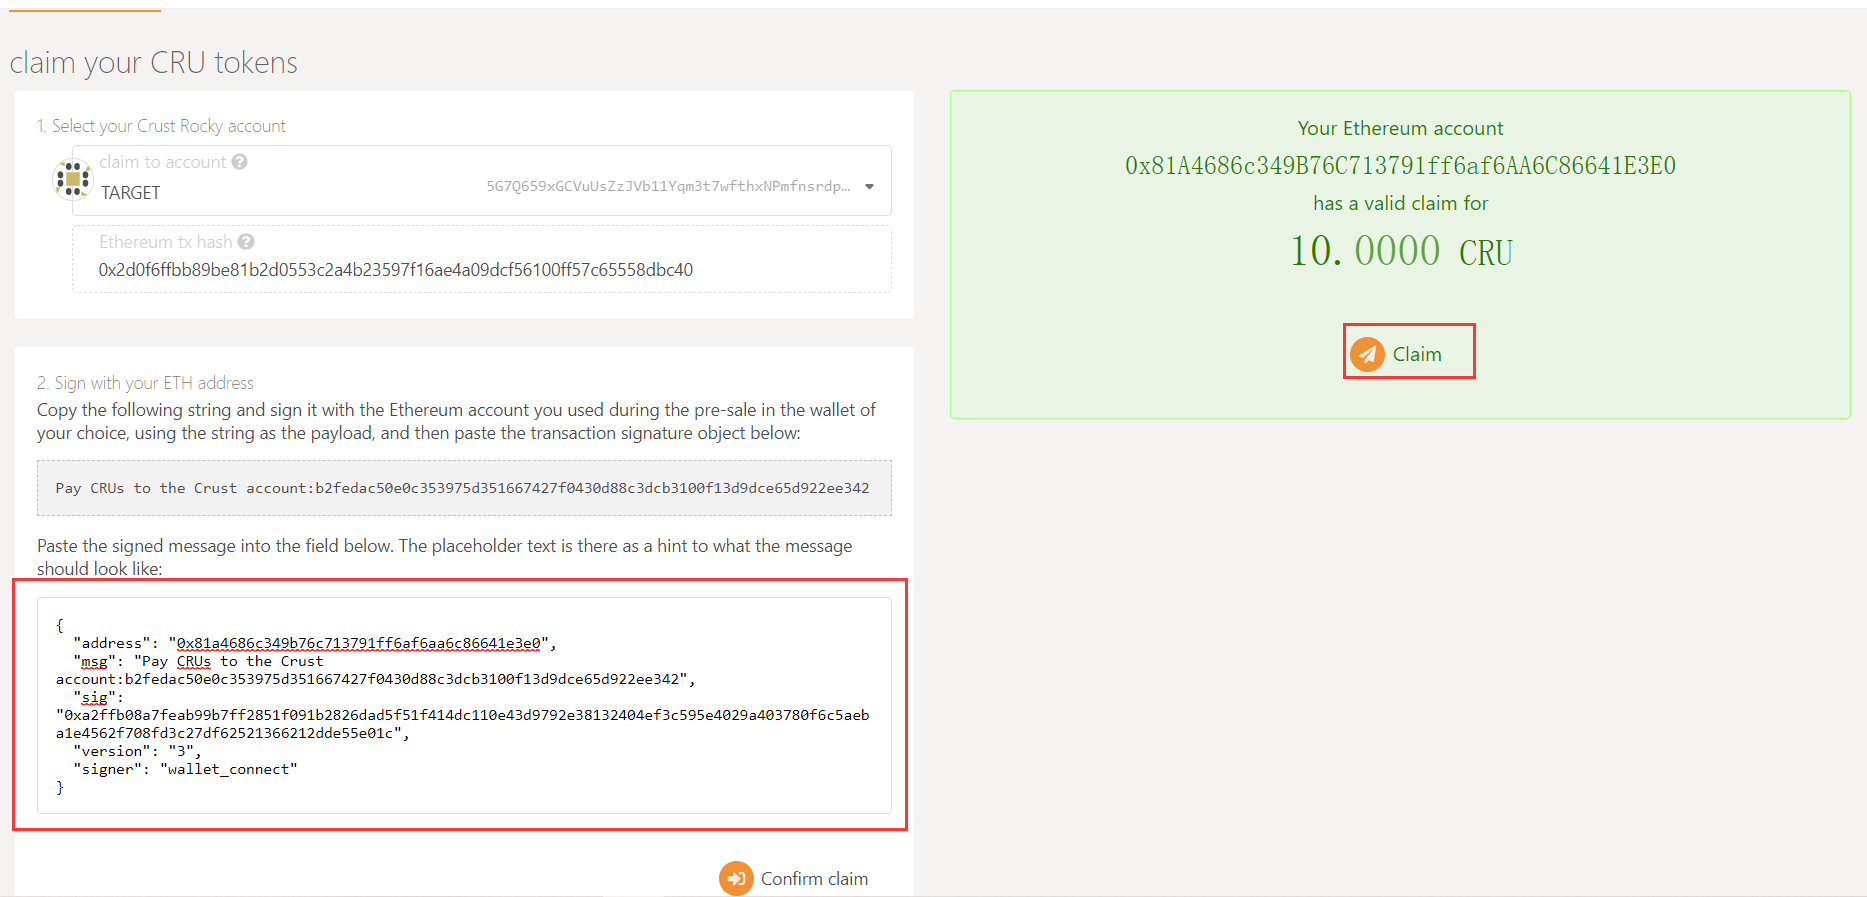 claim your CRU tokens
1. Select your Crust Rocky account
claim to account ?
TARGET
5G7Q659xGCVuUsZzJVb11Yqm3t7wfthxNPmfnsrdp...
Ethereum tx hash ?
0x2d0f6ffbb89be81b2d0553c2a4b23597f16ae4a09dcf56100ff57c65558dbc40
2. Sign with your ETH address
Copy the following string and sign it with the Ethereum account you used during the pre-sale in the wallet of
your choice, using the string as the payload, and then paste the transaction signature object below:
Pay CRUs to the Crust account:b2fedac50e0c353975d351667427f0430d88c3dcb3100f13d9dce65d922ee342
Paste the signed message into the field below. The placeholder text is there as a hint to what the message
should look like:
{
"address": "0x81a4686c349b76c713791ff6af6aa6c86641e3e0",
"msg": "Pay CRUs to the Crust
account:b2fedac50e0c353975d351667427f0430d88c3dcb3100f13d9dce65d922ee342",
"sig":
"0xa2ffb08a7feab99b7ff2851f091b2826dad5f51f414dc110e43d9792e38132404ef3c595e4029a403780f6c5aeb
a1e4562f708fd3c27df62521366212dde55e01c",
"version": "3",
"signer": "wallet_connect"
}
Confirm claim
Your Ethereum account
0x81A4686c349B76C713791ff6af6AA6C86641E3E0
has a valid claim for
10.0000 CRU
Claim